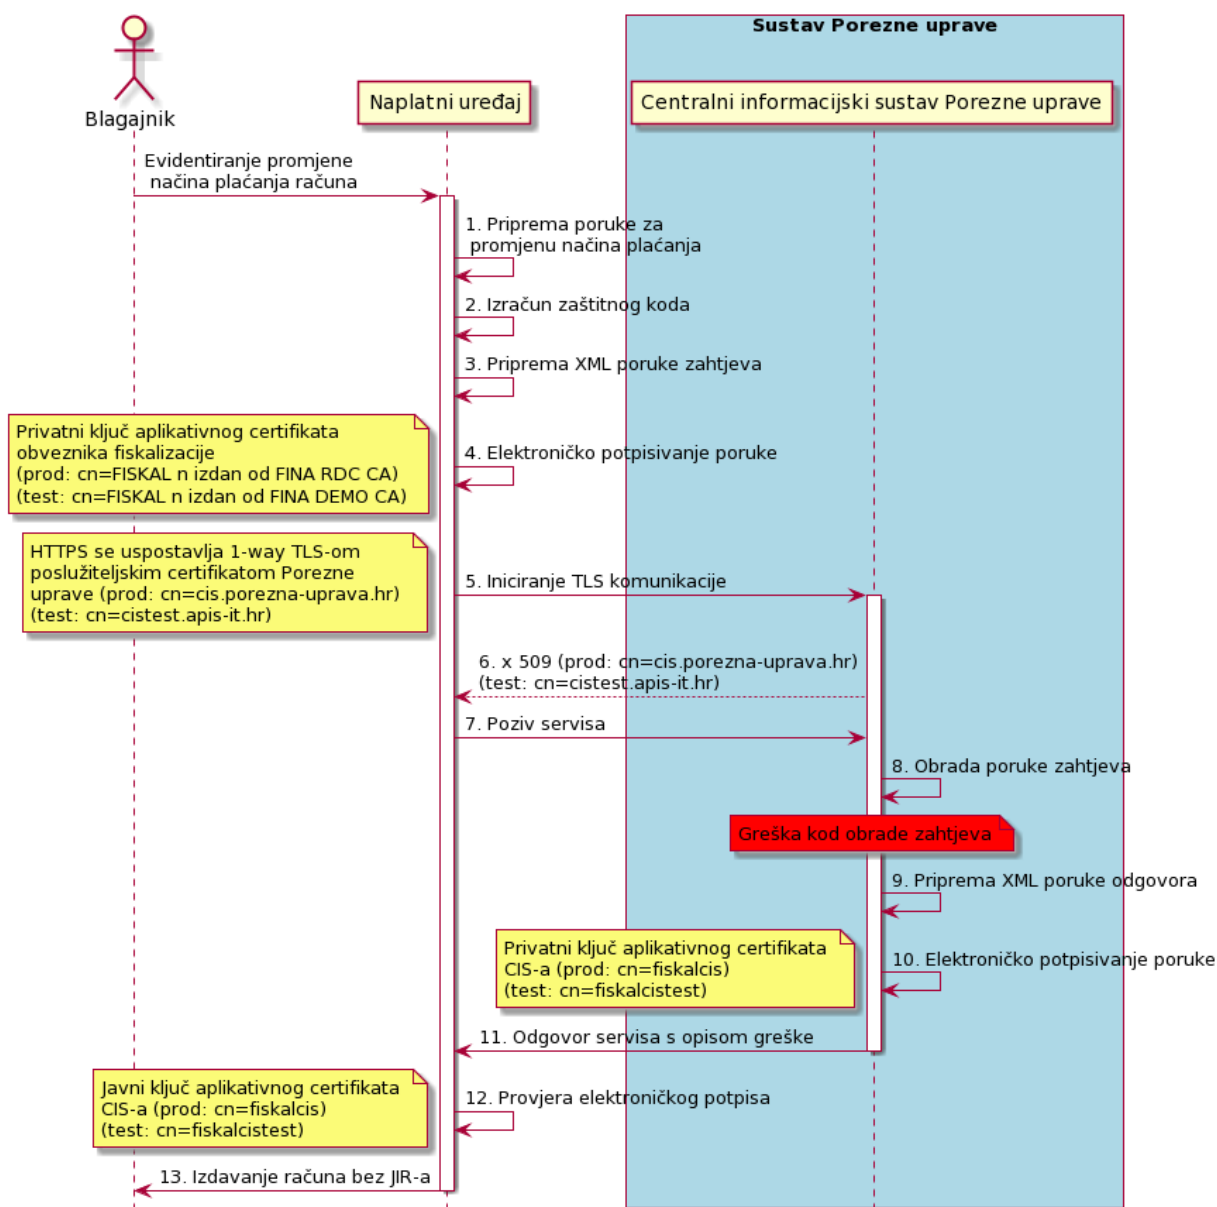 Sustav Porezne uprave
Blagajnik
Naplatni uređaj
Centralni informacijski sustav Porezne uprave
Evidentiranje promjene
načina plaćanja računa
1. Priprema poruke za
promjenu načina plaćanja
2. Izračun zaštitnog koda
3. Priprema XML poruke zahtjeva
Privatni ključ aplikativnog certifikata
obveznika fiskalizacije
(prod: cn=FISKAL n izdan od FINA RDC CA)
(test: cn=FISKAL n izdan od FINA DEMO CA)
4. Elektroničko potpisivanje poruke
HTTPS se uspostavlja 1-way TLS-om
poslužiteljskim certifikatom Porezne
uprave (prod: cn=cis.porezna-uprava.hr)
(test: cn=cistest.apis-it.hr)
5. Iniciranje TLS komunikacije
6. x 509 (prod: cn=cis.porezna-uprava.hr)
(test: cn=cistest.apis-it.hr)
7. Poziv servisa
8. Obrada poruke zahtjeva
Greška kod obrade zahtjeva
9. Priprema XML poruke odgovora
Privatni ključ aplikativnog certifikata
CIS-a (prod: cn=fiskalcis)
(test: cn=fiskalcistest)
10. Elektroničko potpisivanje poruke
11. Odgovor servisa s opisom greške
Javni ključ aplikativnog certifikata
CIS-a (prod: cn=fiskalcis)
(test: cn=fiskalcistest)
12. Provjera elektroničkog potpisa
13. Izdavanje računa bez JIR-a